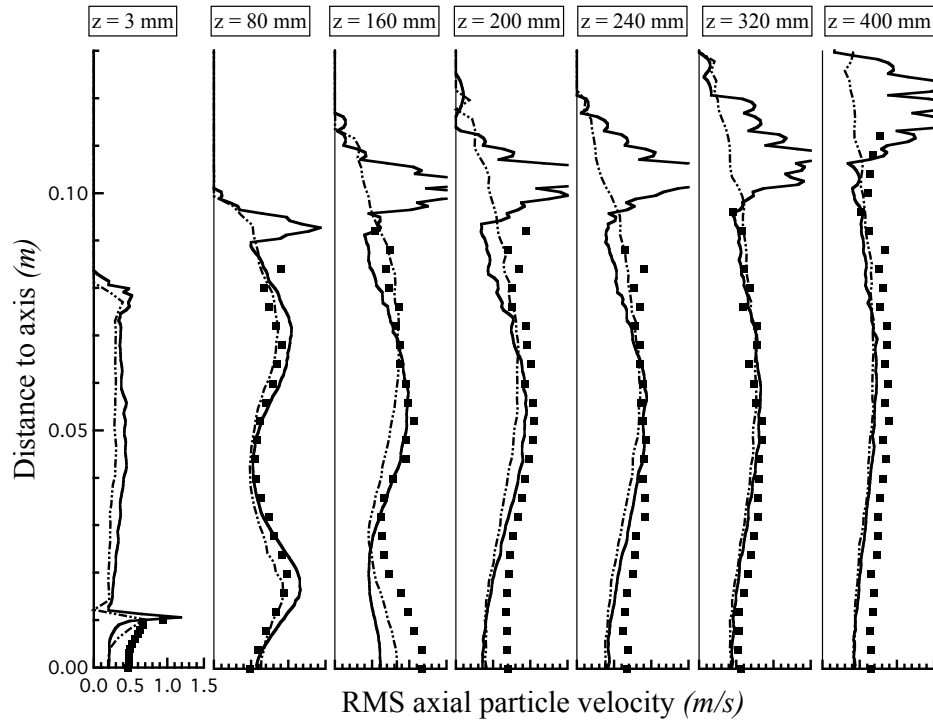 z = 3 mm
z = 80 mm
z = 160 mm
z = 200 mm
z = 240 mm
z = 320 mm
z = 400 mm
Distance to axis (m)
0.10
0.05
0.00
0.0 0.5 1.0 1.5
RMS axial particle velocity (m/s)